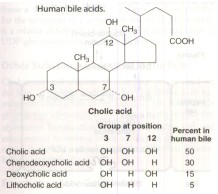 Human bile acids.
OH
CH3
12
COOH
CH3
3
7
HO
OH
Cholic acid
Group at position
Percent in
3 7 12 human bile
Cholic acid OH OH OH 50
Chenodeoxycholic acid OH OH H 30
Deoxycholic acid OH H OH 15
Lithocholic acid OH H H 5